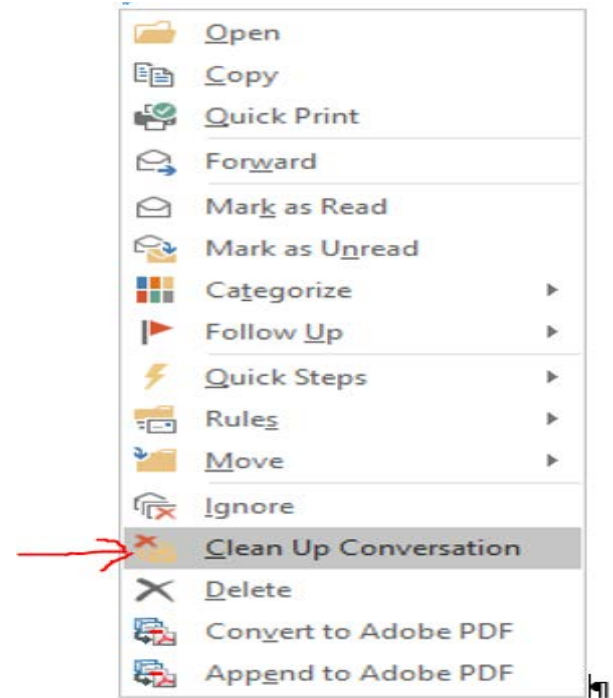 Open
Copy
Quick Print
Forward
Mark as Read
Mark as Unread
Categorize
Follow Up
Quick Steps
Rules
Move
Ignore
Clean Up Conversation
Delete
Convert to Adobe PDF
Append to Adobe PDF